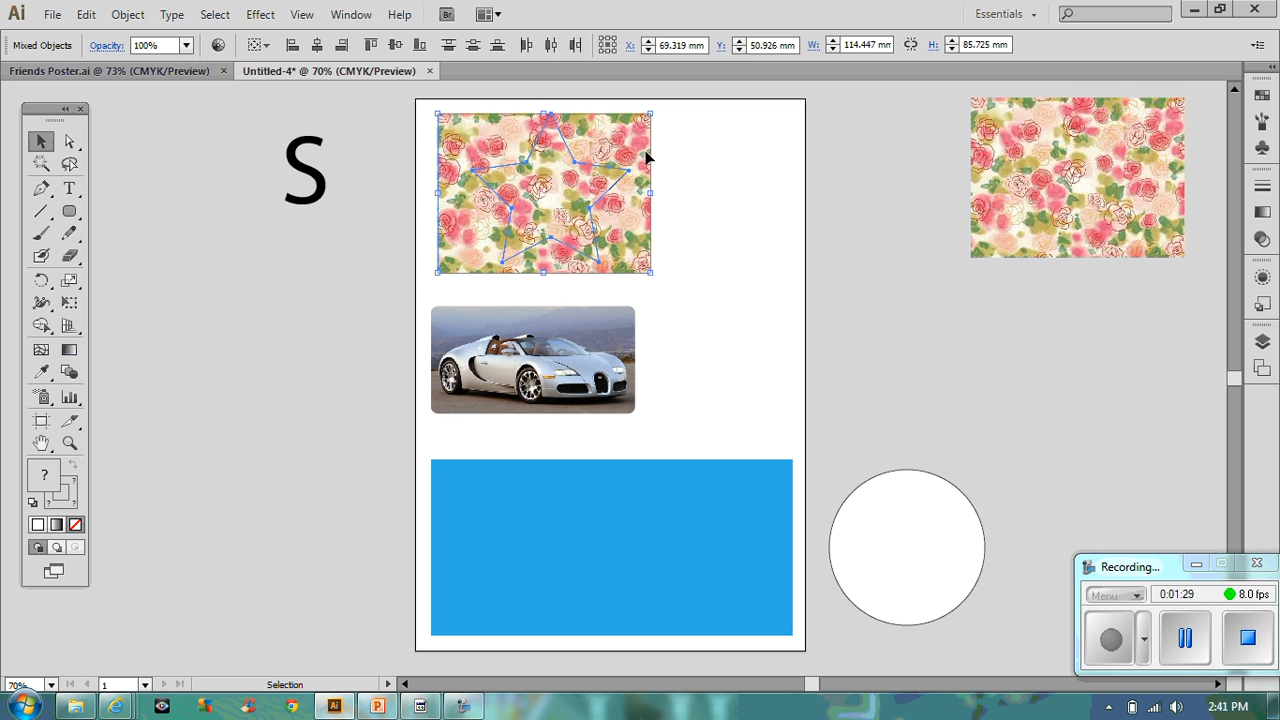 Ai File Edit Object Type Select Effect View Window Help Br Essentials
Mixed Objects Opacity: 100% X: 69.319 mm Y: 50.926 mm W: 114.447 mm H: 85.725 mm
Friends Poster.ai @ 73% (CMYK/Preview) × Untitled-4* @ 70% (CMYK/Preview) ×
S
T
?
?
? ?
Recording...
Menu 0:01:29 8.0 fps
70% 1 Selection
Ai P 2:41 PM